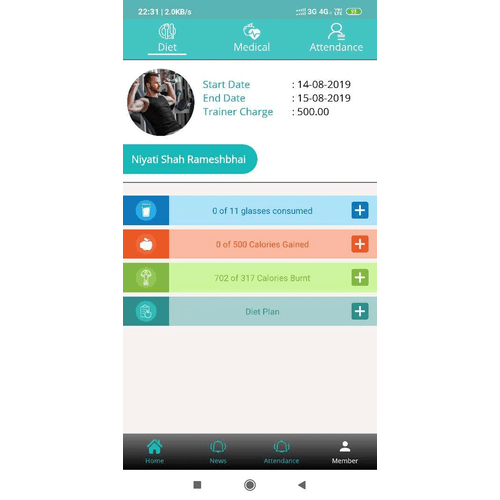 22:31 | 2.0KB/s 3G 4G
Diet Medical Attendance
Start Date : 14-08-2019
End Date : 15-08-2019
Trainer Charge : 500.00
Niyati Shah Rameshbhai
0 of 11 glasses consumed
0 of 500 Calories Gained
702 of 317 Calories Burnt
Diet Plan
Home News Attendance Member